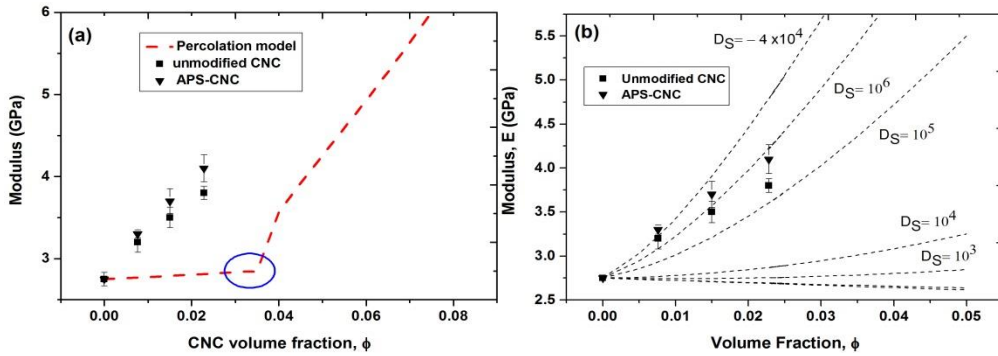 (a)
Percolation model
unmodified CNC
APS-CNC
Modulus (GPa)
6
5
4
3
2
0.00 0.02 0.04 0.06 0.08
CNC volume fraction, ϕ
(b)
Unmodified CNC
APS-CNC
D_S = – 4 x10^4
D_S = 10^6
D_S = 10^5
D_S = 10^4
D_S = 10^3
Modulus, E (GPa)
5.5
5.0
4.5
4.0
3.5
3.0
2.5
0.00 0.01 0.02 0.03 0.04 0.05
Volume Fraction, ϕ